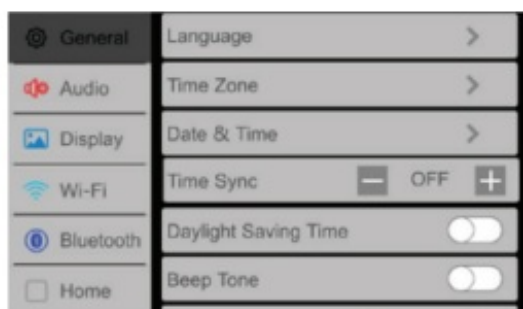 General
Audio
Display
Wi-Fi
Bluetooth
Home
Language
Time Zone
Date & Time
Time Sync OFF
Daylight Saving Time
Beep Tone